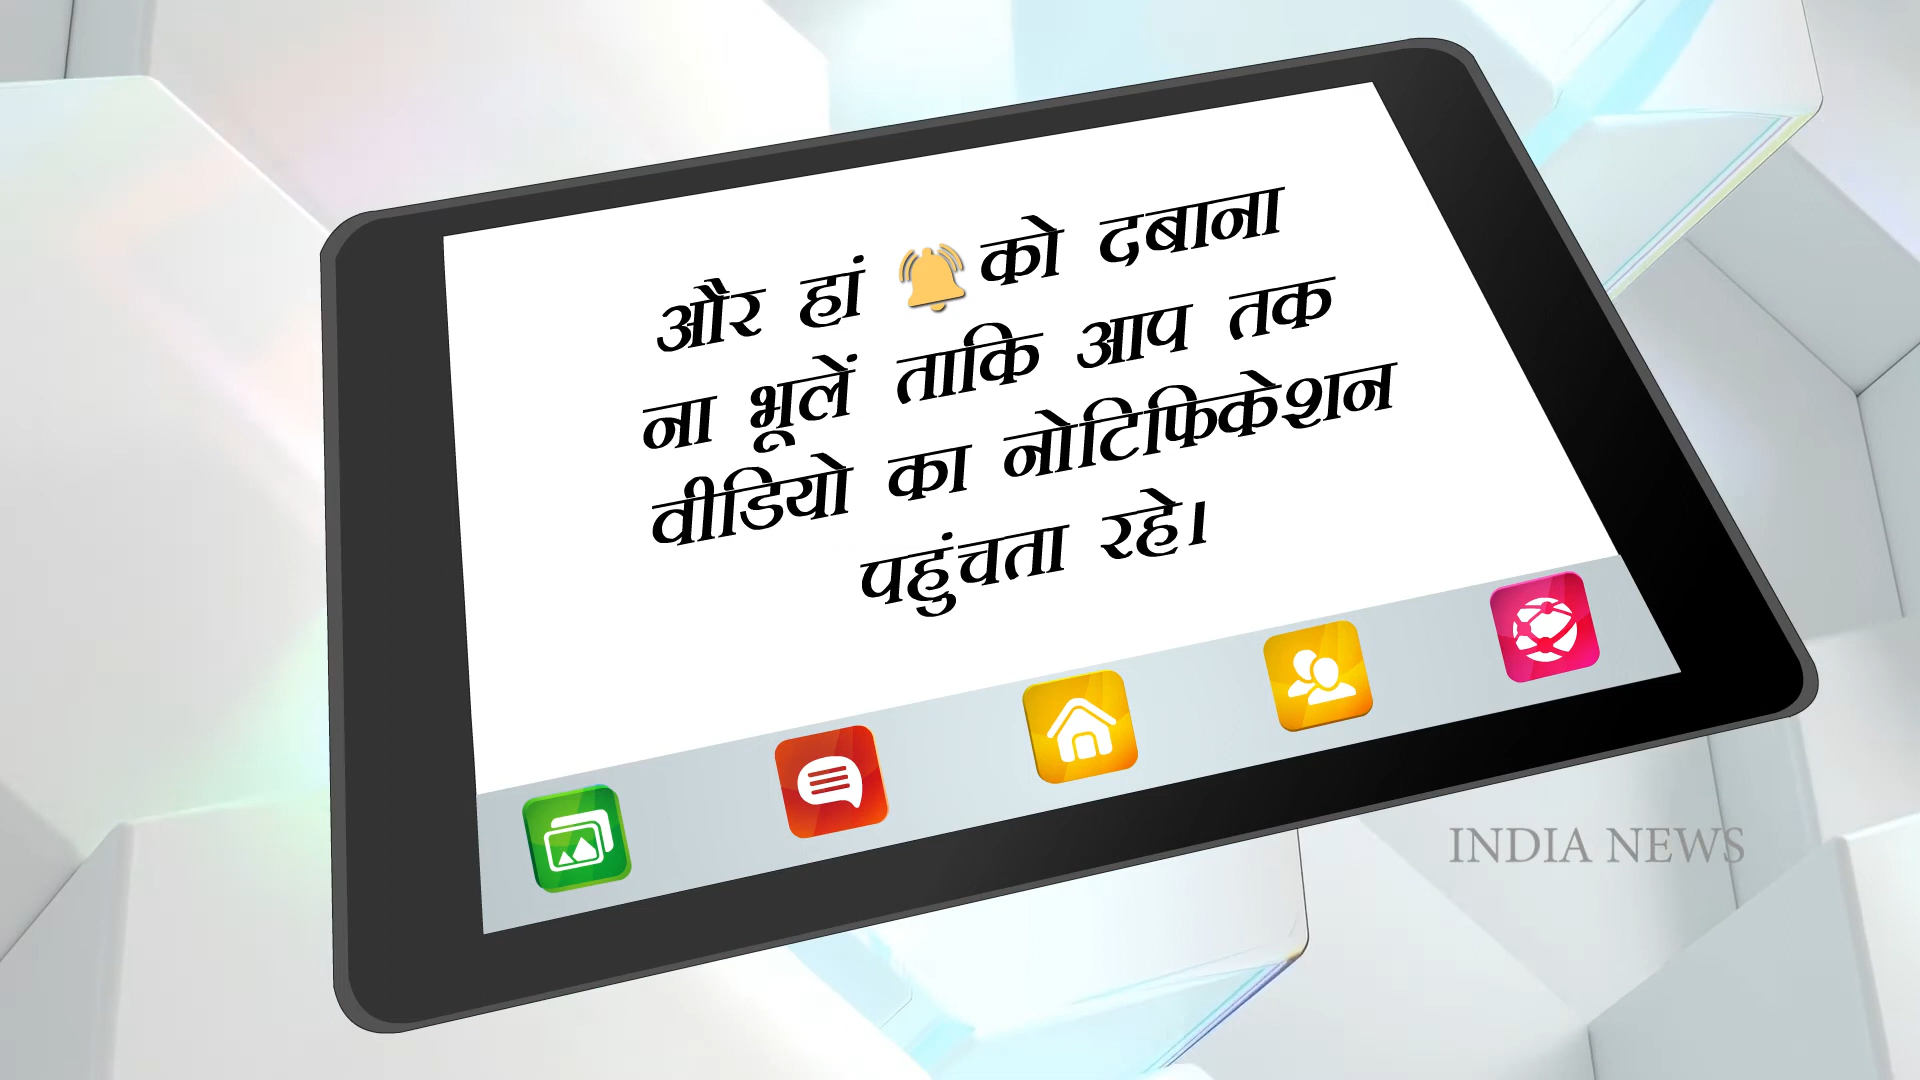 और हां को दबाना
ना भूलें ताकि आप तक
वीडियो का नोटिफिकेशन
पहुंचता रहे।
INDIA NEWS